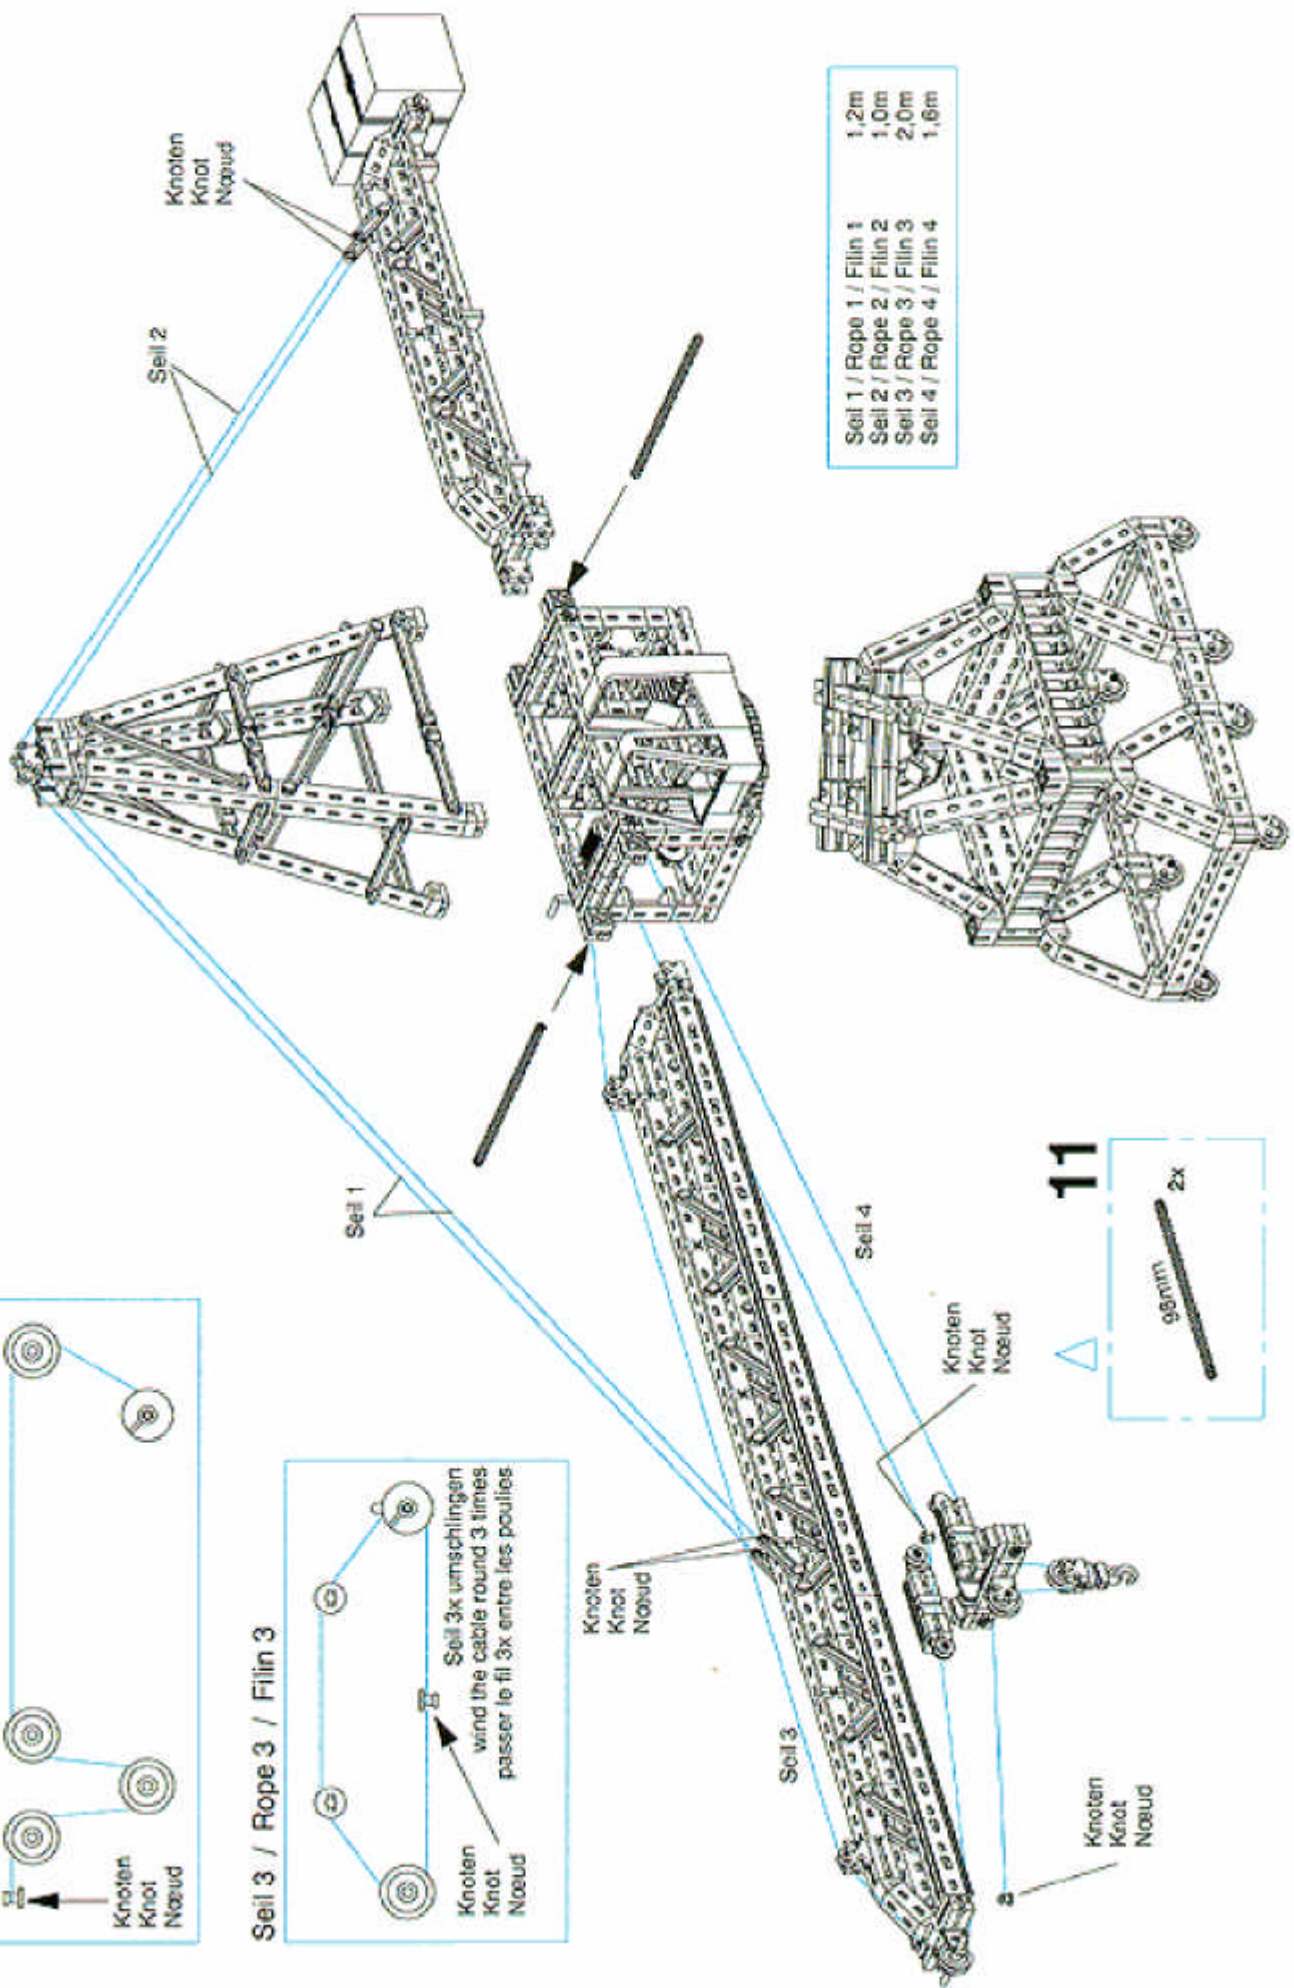 Knoten
Knot
Nœud
Seil 3 / Rope 3 / Filin 3
Seil 3x umschlingen
wind the cable round 3 times
passer le fil 3x entre les poulies
Knoten
Knot
Nœud
Seil 1
Seil 2
Knoten
Knot
Nœud
Knoten
Knot
Nœud
Seil 3
Seil 4
Knoten
Knot
Nœud
Knoten
Knot
Nœud
Seil 1 / Rope 1 / Filin 1 1,2m
Seil 2 / Rope 2 / Filin 2 1,0m
Seil 3 / Rope 3 / Filin 3 2,0m
Seil 4 / Rope 4 / Filin 4 1,6m
11
98mm
2x